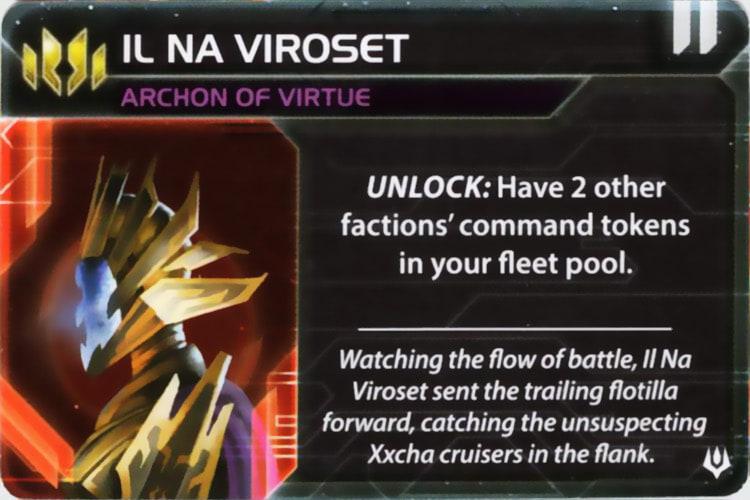 IL NA VIROSET
ARCHON OF VIRTUE
UNLOCK: Have 2 other
factions' command tokens
in your fleet pool.
Watching the flow of battle, Il Na
Viroset sent the trailing flotilla
forward, catching the unsuspecting
Xxcha cruisers in the flank.